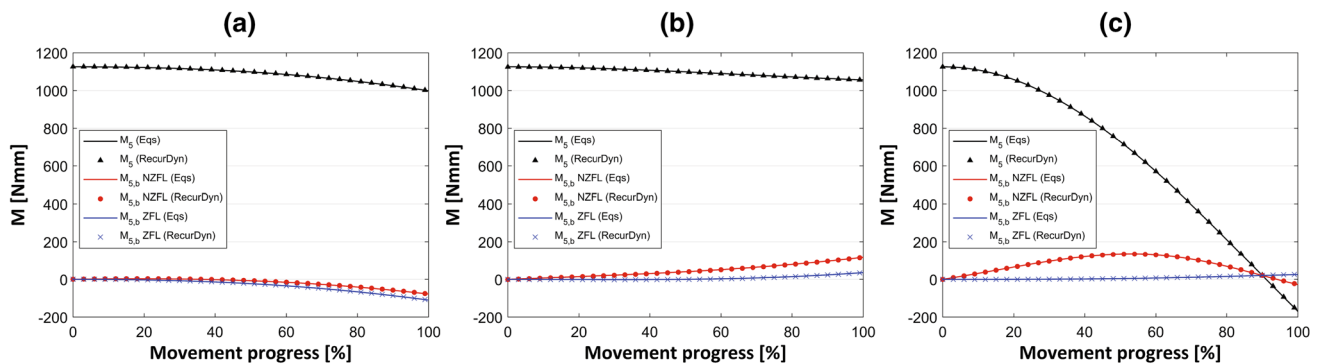 (a)
M [Nmm]
1200
1000
800
600
400
200
0
-200
M5 (Eqs)
M5 (RecurDyn)
M5,b NZFL (Eqs)
M5,b NZFL (RecurDyn)
M5,b ZFL (Eqs)
M5,b ZFL (RecurDyn)
0 20 40 60 80 100
Movement progress [%]
(b)
M [Nmm]
1200
1000
800
600
400
200
0
-200
M5 (Eqs)
M5 (RecurDyn)
M5,b NZFL (Eqs)
M5,b NZFL (RecurDyn)
M5,b ZFL (Eqs)
M5,b ZFL (RecurDyn)
0 20 40 60 80 100
Movement progress [%]
(c)
M [Nmm]
1200
1000
800
600
400
200
0
-200
M5 (Eqs)
M5 (RecurDyn)
M5,b NZFL (Eqs)
M5,b NZFL (RecurDyn)
M5,b ZFL (Eqs)
M5,b ZFL (RecurDyn)
0 20 40 60 80 100
Movement progress [%]